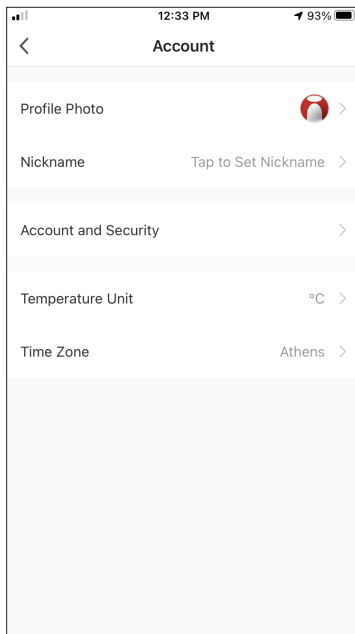 12:33 PM 93%
Account
Profile Photo
Nickname Tap to Set Nickname
Account and Security
Temperature Unit °C
Time Zone Athens